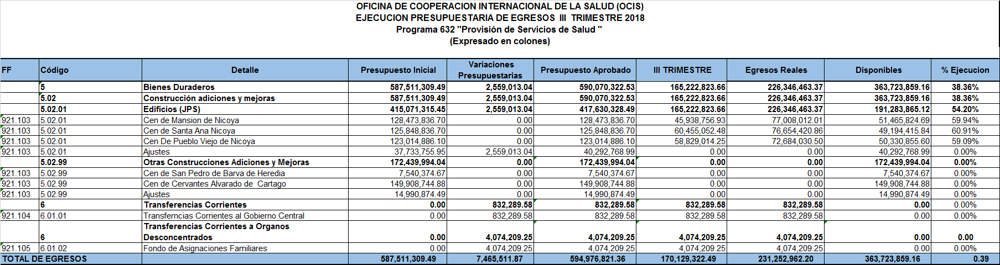 OFICINA DE COOPERACION INTERNACIONAL DE LA SALUD (OCIS)
EJECUCION PRESUPUESTARIA DE EGRESOS III TRIMESTRE 2018
Programa 632 "Provisión de Servicios de Salud "
(Expresado en colones)
FF Código Detalle Presupuesto Inicial Variaciones Presupuestarias Presupuesto Aprobado III TRIMESTRE Egresos Reales Disponibles % Ejecucion
5 Bienes Duraderos 587,511,309.49 2,559,013.04 590,070,322.53 165,222,823.66 226,346,463.37 363,723,859.16 38.36%
5.02 Construcción adiciones y mejoras 587,511,309.49 2,559,013.04 590,070,322.53 165,222,823.66 226,346,463.37 363,723,859.16 38.36%
5.02.01 Edificios (JPS) 415,071,315.45 2,559,013.04 417,630,328.49 165,222,823.66 226,346,463.37 191,283,865.12 54.20%
921.103 5.02.01 Cen de Mansion de Nicoya 128,473,836.70 0.00 128,473,836.70 45,938,756.93 77,008,012.01 51,465,824.69 59.94%
921.103 5.02.01 Cen de Santa Ana Nicoya 125,848,836.70 0.00 125,848,836.70 60,455,052.48 76,654,420.86 49,194,415.84 60.91%
921.103 5.02.01 Cen De Pueblo Viejo de Nicoya 123,014,886.10 0.00 123,014,886.10 58,829,014.25 72,684,030.50 50,330,855.60 59.09%
921.103 5.02.01 Ajustes 37,733,755.95 2,559,013.04 40,292,768.99 0.00 0.00 40,292,768.99 0.00%
5.02.99 Otras Construcciones Adiciones y Mejoras 172,439,994.04 0.00 172,439,994.04 0.00 0.00 172,439,994.04 0.00%
921.103 5.02.99 Cen de San Pedro de Barva de Heredia 7,540,374.67 0.00 7,540,374.67 0.00 0.00 7,540,374.67 0.00%
921.103 5.02.99 Cen de Cervantes Alvarado de Cartago 149,908,744.88 0.00 149,908,744.88 0.00 0.00 149,908,744.88 0.00%
921.103 5.02.99 Ajustes 14,990,874.49 0.00 14,990,874.49 0.00 0.00 14,990,874.49 0.00%
6 Transferencias Corrientes 0.00 832,289.58 832,289.58 832,289.58 832,289.58 0.00 0.00%
921.104 6.01.01 Transferncias Corrientes al Gobierno Central 0.00 832,289.58 832,289.58 832,289.58 832,289.58 0.00 0.00%
Transferencias Corrientes a Organos
6 Desconcentrados 0.00 4,074,209.25 4,074,209.25 4,074,209.25 4,074,209.25 0.00 0.00
921.105 6.01.02 Fondo de Asignaciones Familiares 0.00 4,074,209.25 4,074,209.25 4,074,209.25 4,074,209.25 0.00 0.00%
TOTAL DE EGRESOS 587,511,309.49 7,465,511.87 594,976,821.36 170,129,322.49 231,252,962.20 363,723,859.16 0.39